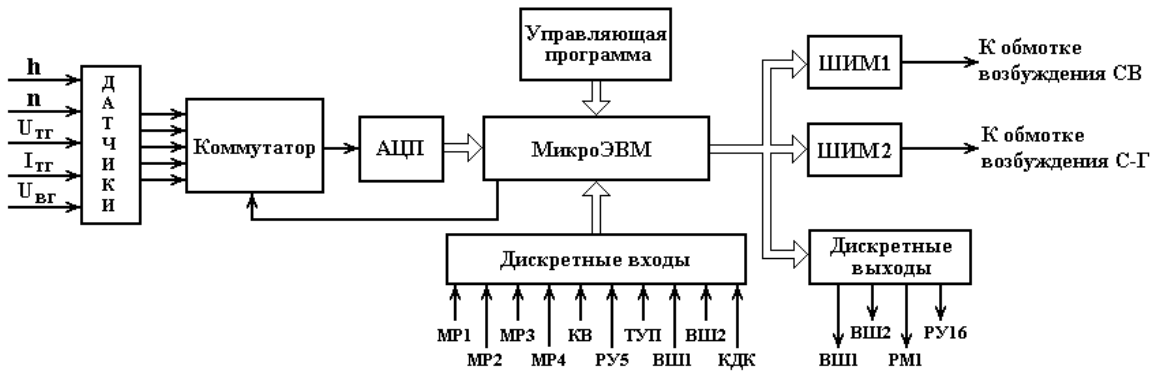 Управляющая
программа
h
n
Uтг
Iтг
Uвг
ДАТЧИКИ
Коммутатор
АЦП
МикроЭВМ
ШИМ1
К обмотке
возбуждения СВ
ШИМ2
К обмотке
возбуждения С-Г
Дискретные входы
Дискретные
выходы
МР1
МР2
МР3
МР4
КВ
РУ5
ТУП
ВШ1
ВШ2
КДК
ВШ1
ВШ2
РМ1
РУ16